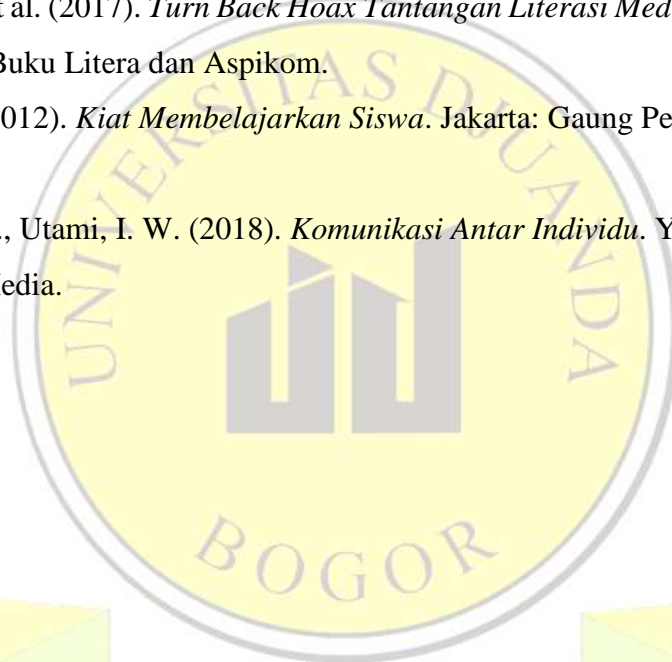 t al. (2017). Turn Back Hoax Tantangan Literasi Med
Buku Litera dan Aspikom.
012). Kiat Membelajarkan Siswa. Jakarta: Gaung Pe
., Utami, I. W. (2018). Komunikasi Antar Individu. Y
Media.
UNIVERSITAS DJUANDA
BOGOR